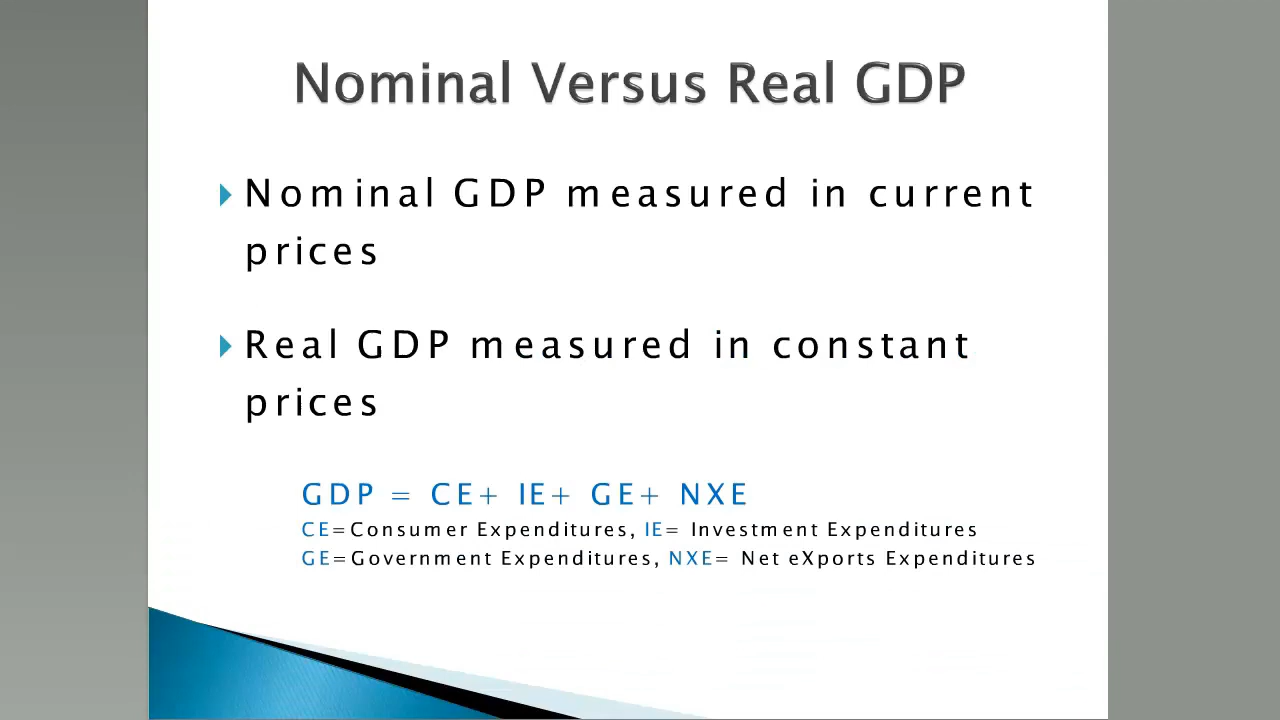 Nominal Versus Real GDP
Nominal GDP measured in current
prices
Real GDP measured in constant
prices
GDP = CE+ IE+ GE+ NXE
CE=Consumer Expenditures, IE= Investment Expenditures
GE=Government Expenditures, NXE= Net eXports Expenditures